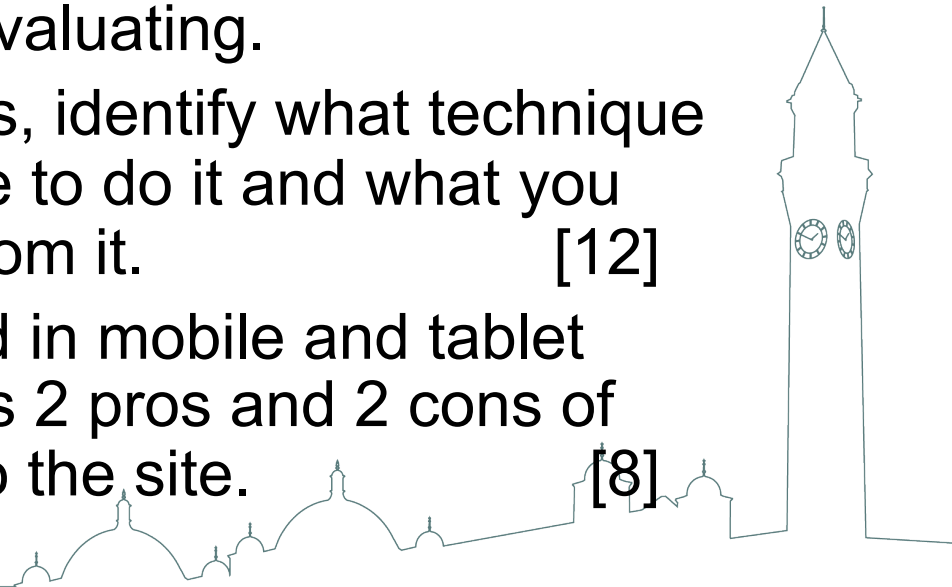 valuating.
s, identify what technique
e to do it and what you
om it. [12]
d in mobile and tablet
s 2 pros and 2 cons of
o the site. [8]